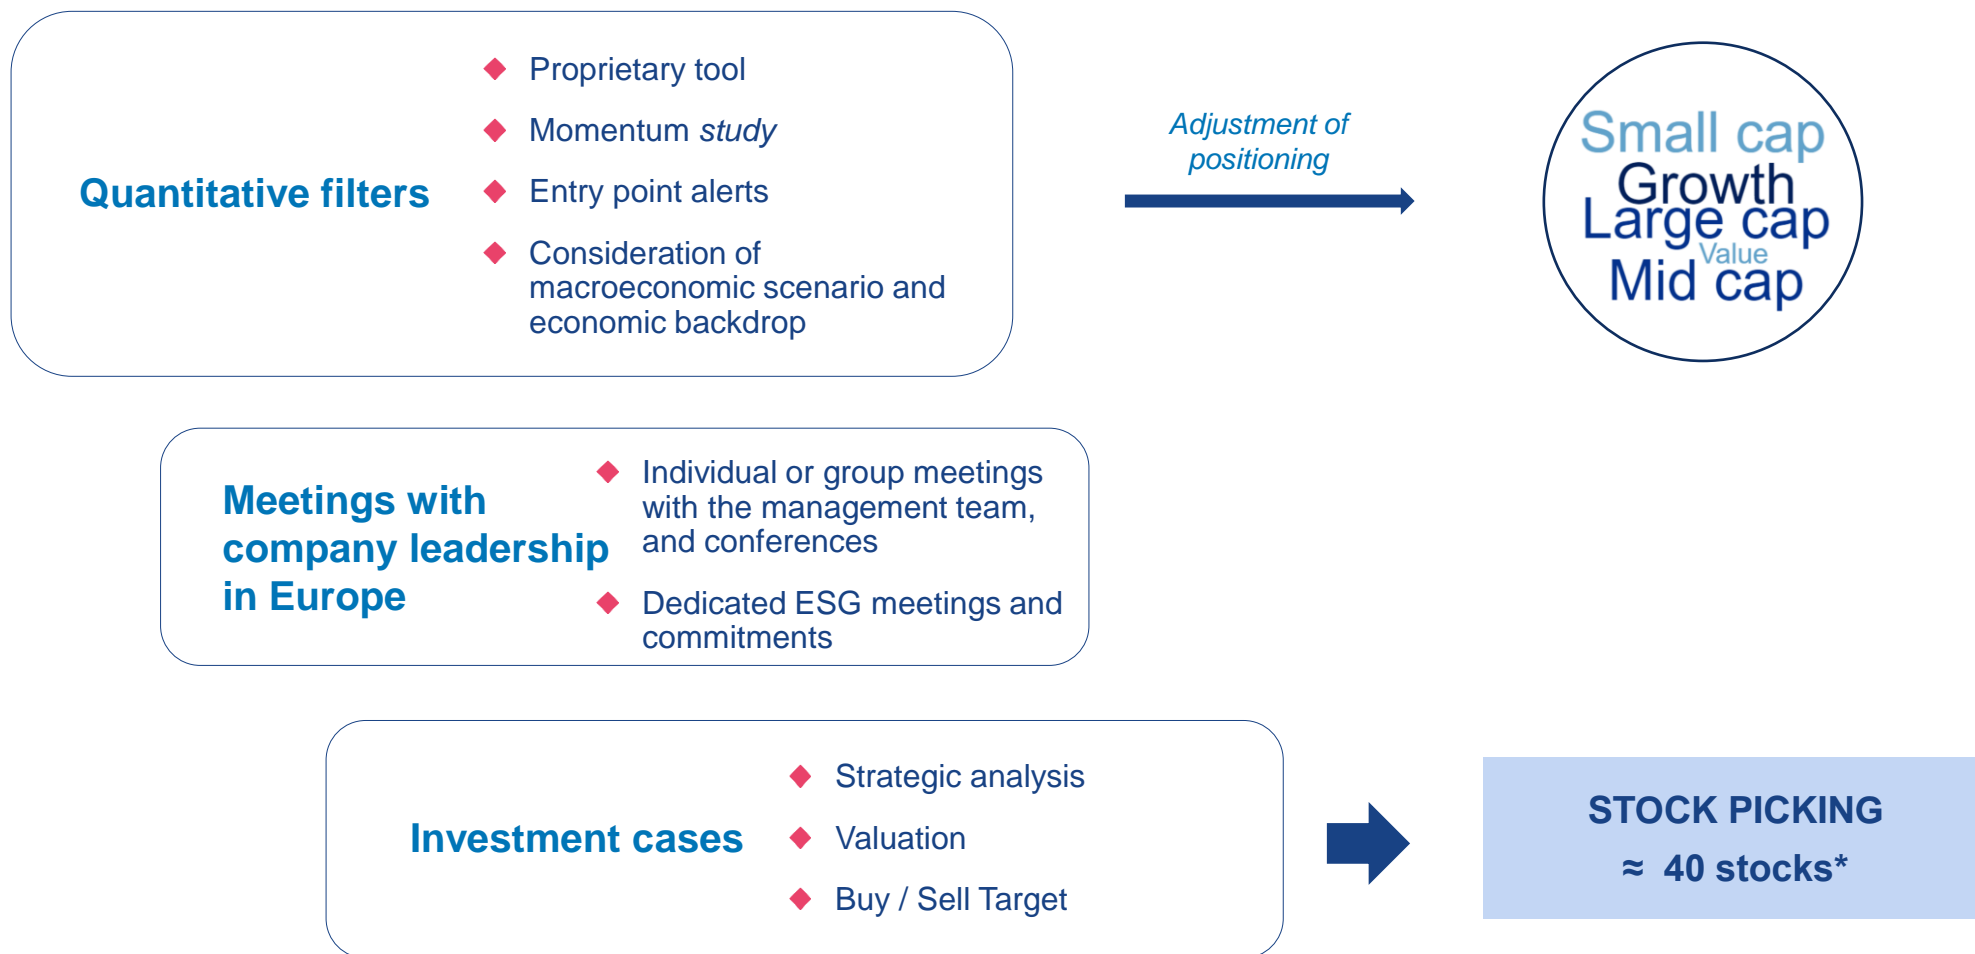 Quantitative filters
Proprietary tool
Momentum study
Entry point alerts
Consideration of
macroeconomic scenario and
economic backdrop
Adjustment of
positioning
Small cap
Growth
Large cap
Value
Mid cap
Meetings with
company leadership
in Europe
Individual or group meetings
with the management team,
and conferences
Dedicated ESG meetings and
commitments
Investment cases
Strategic analysis
Valuation
Buy / Sell Target
STOCK PICKING
≈ 40 stocks*